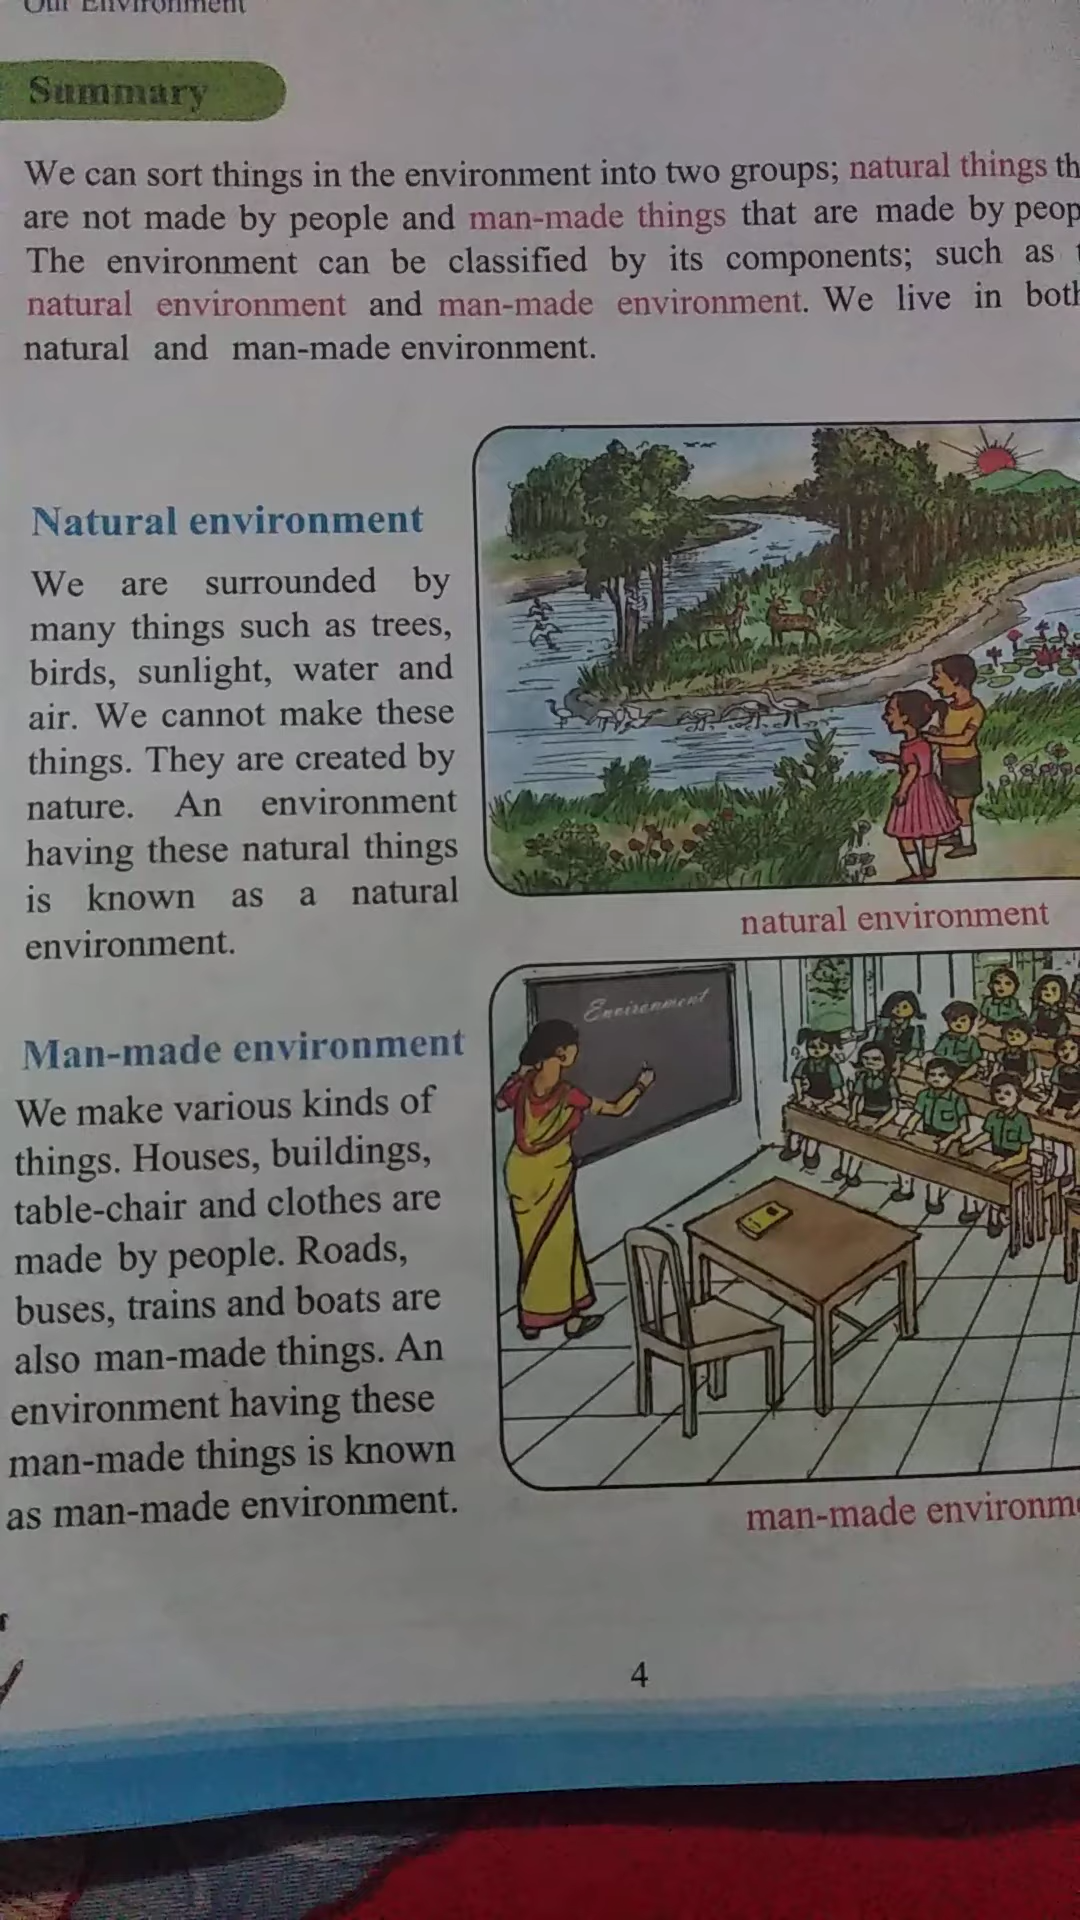 Our Environment
Summary
We can sort things in the environment into two groups; natural things
are not made by people and man-made things that are made by
The environment can be classified by its components; such as
natural environment and man-made environment. We live in both
natural and man-made environment.
Natural environment
We are surrounded by
many things such as trees,
birds, sunlight, water and
air. We cannot make these
things. They are created by
nature. An environment
having these natural things
is known as a natural
environment.
natural environment
Environment
Man-made environment
We make various kinds of
things. Houses, buildings,
table-chair and clothes are
made by people. Roads,
buses, trains and boats are
also man-made things. An
environment having these
man-made things is known
as man-made environment.
man-made
4